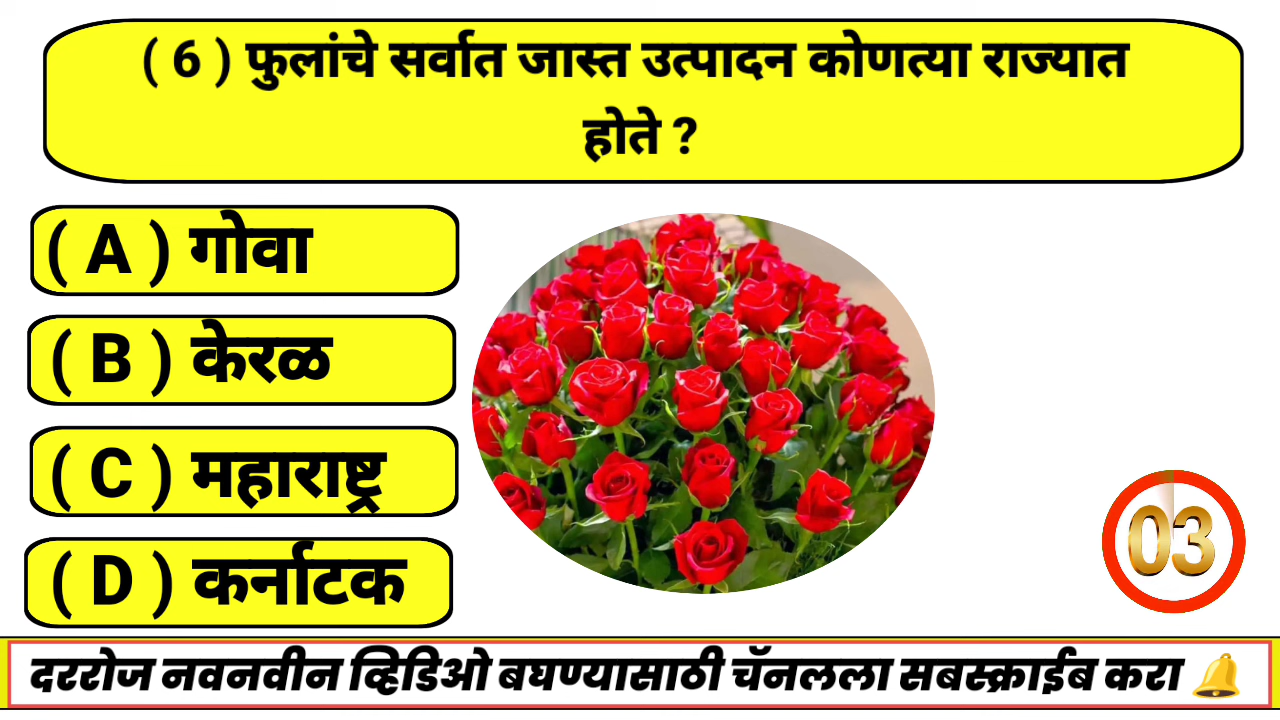 ( 6 ) फुलांचे सर्वात जास्त उत्पादन कोणत्या राज्यात
होते ?
( A ) गोवा
( B ) केरळ
( C ) महाराष्ट्र
( D ) कर्नाटक
03
दररोज नवनवीन व्हिडिओ बघण्यासाठी चॅनलला सबस्क्राईब करा 🔔